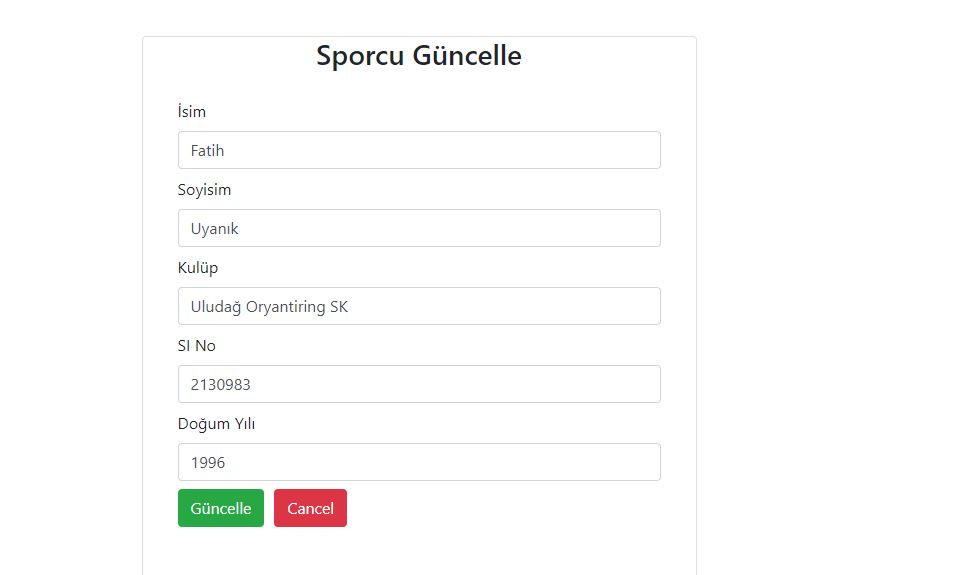 Sporcu Güncelle
İsim
Fatih
Soyisim
Uyanık
Kulüp
Uludağ Oryantiring SK
SI No
2130983
Doğum Yılı
1996
Güncelle Cancel